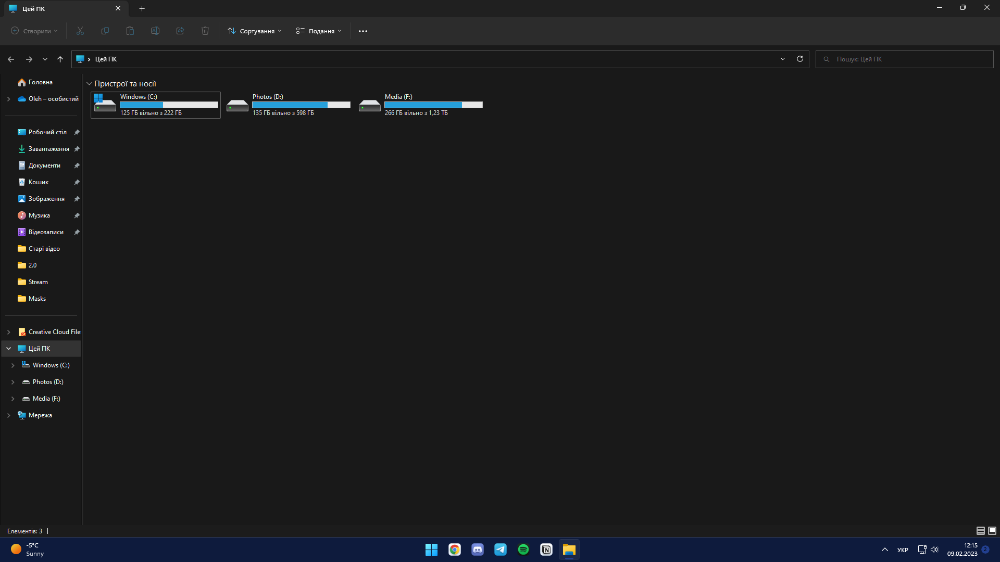 Цей ПК
Створити
Сортування
Подання
Цей ПК
Пошук: Цей ПК
Головна
Oleh – особистий
Робочий стіл
Завантаження
Документи
Кошик
Зображення
Музика
Відеозаписи
Старі відео
2.0
Stream
Masks
Creative Cloud Files
Цей ПК
Windows (C:)
Photos (D:)
Media (F:)
Мережа
Пристрої та носії
Windows (C:)
125 ГБ вільно з 222 ГБ
Photos (D:)
135 ГБ вільно з 598 ГБ
Media (F:)
266 ГБ вільно з 1,23 ТБ
Елементів: 3
-5°C
Sunny
УКР
12:15
09.02.2023
2